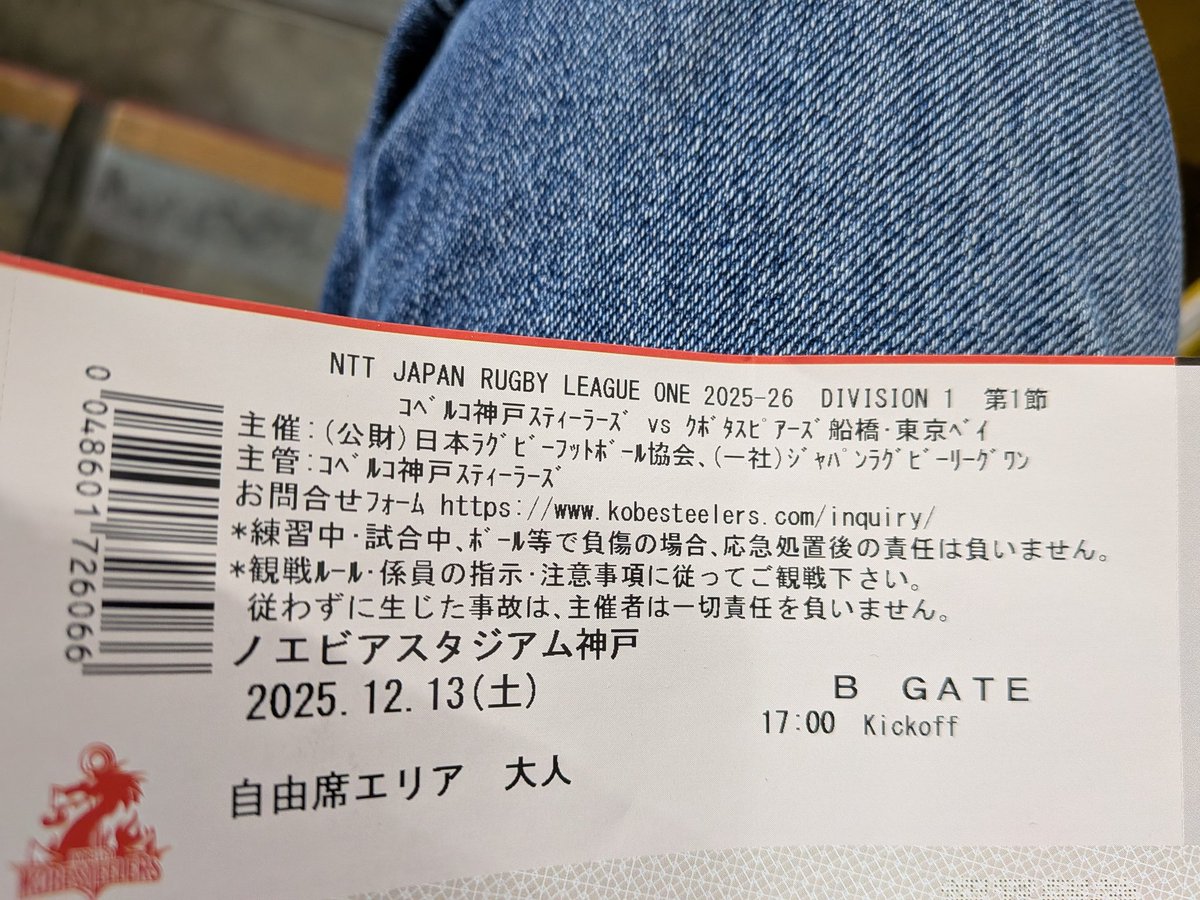 NTT JAPAN RUGBY LEAGUE ONE 2025-26 DIVISION 1 第1節
ｺﾍﾞﾙｺ神戸ｽﾃｨｰﾗｰｽﾞ vs ｸﾎﾞﾀｽﾋﾟｱｰｽﾞ船橋･東京ﾍﾞｲ
主催:(公財)日本ﾗｸﾞﾋﾞｰﾌｯﾄﾎﾞｰﾙ協会、(一社)ｼﾞｬﾊﾟﾝﾗｸﾞﾋﾞｰﾘｰｸﾞﾜﾝ
主管:ｺﾍﾞﾙｺ神戸ｽﾃｨｰﾗｰｽﾞ
お問合せﾌｫｰﾑ https://www.kobesteelers.com/inquiry/
*練習中･試合中､ﾎﾞｰﾙ等で負傷の場合､応急処置後の責任は負いません。
*観戦ﾙｰﾙ･係員の指示･注意事項に従ってご観戦下さい。
従わずに生じた事故は､主催者は一切責任を負いません。
ノエビアスタジアム神戸
2025.12.13(土)
B GATE
17:00 Kickoff
自由席エリア 大人
0 048601 726066
KOBESTEELERS